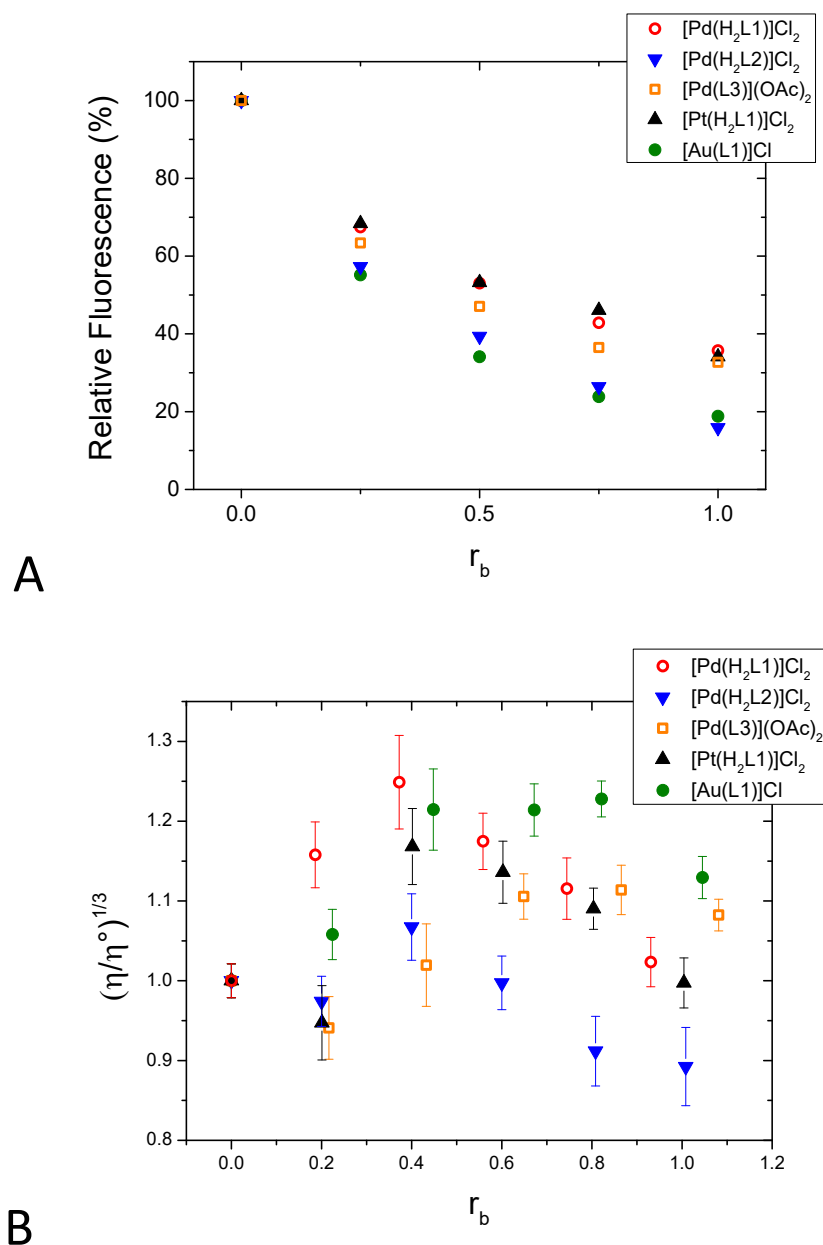 [Pd(H₂L1)]Cl₂
[Pd(H₂L2)]Cl₂
[Pd(L3)](OAc)₂
[Pt(H₂L1)]Cl₂
[Au(L1)]Cl
Relative Fluorescence (%)
100
80
60
40
20
0
0.0 0.5 1.0
r_b
A
[Pd(H₂L1)]Cl₂
[Pd(H₂L2)]Cl₂
[Pd(L3)](OAc)₂
[Pt(H₂L1)]Cl₂
[Au(L1)]Cl
(η/η°)^1/3
1.3
1.2
1.1
1.0
0.9
0.8
0.0 0.2 0.4 0.6 0.8 1.0 1.2
r_b
B